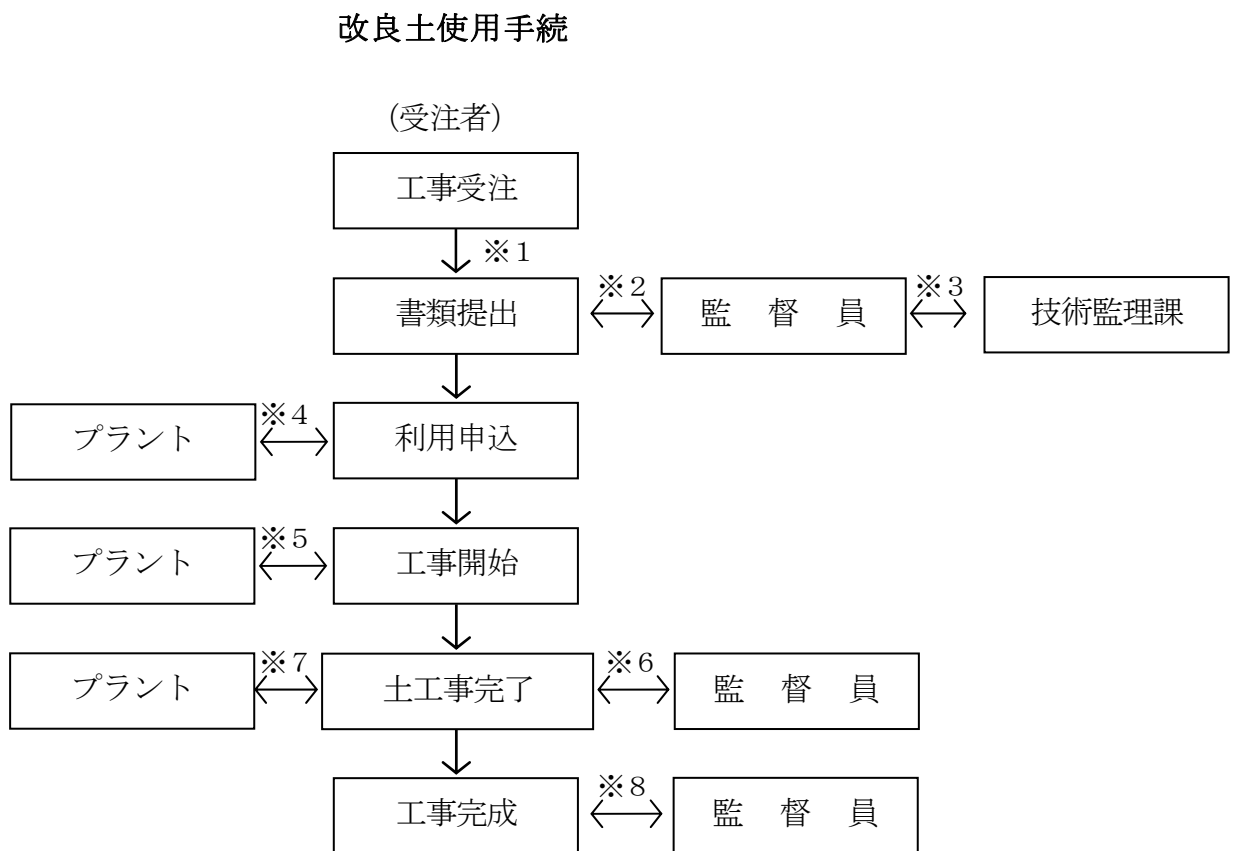 改良土使用手続
（受注者）
工事受注
※１
書類提出 ※２ 監　督　員 ※３ 技術監理課
プラント ※４ 利用申込
プラント ※５ 工事開始
プラント ※７ 土工事完了 ※６ 監　督　員
工事完成 ※８ 監　督　員